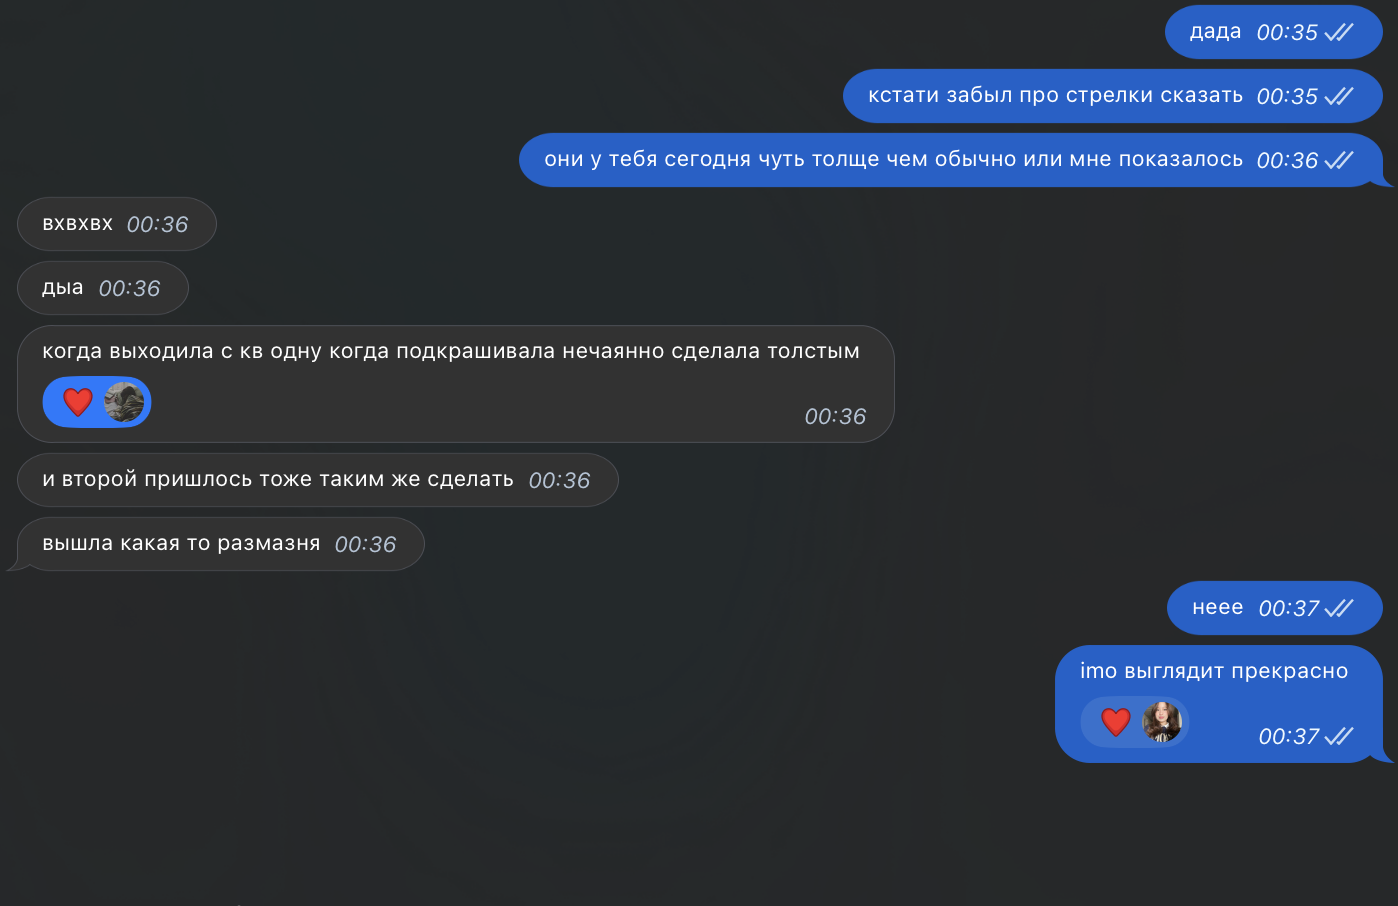 дада 00:35
кстати забыл про стрелки сказать 00:35
они у тебя сегодня чуть толще чем обычно или мне показалось 00:36
вхвхвх 00:36
дыа 00:36
когда выходила с кв одну когда подкрашивала нечаянно сделала толстым
00:36
и второй пришлось тоже таким же сделать 00:36
вышла какая то размазня 00:36
неее 00:37
imo выглядит прекрасно
00:37